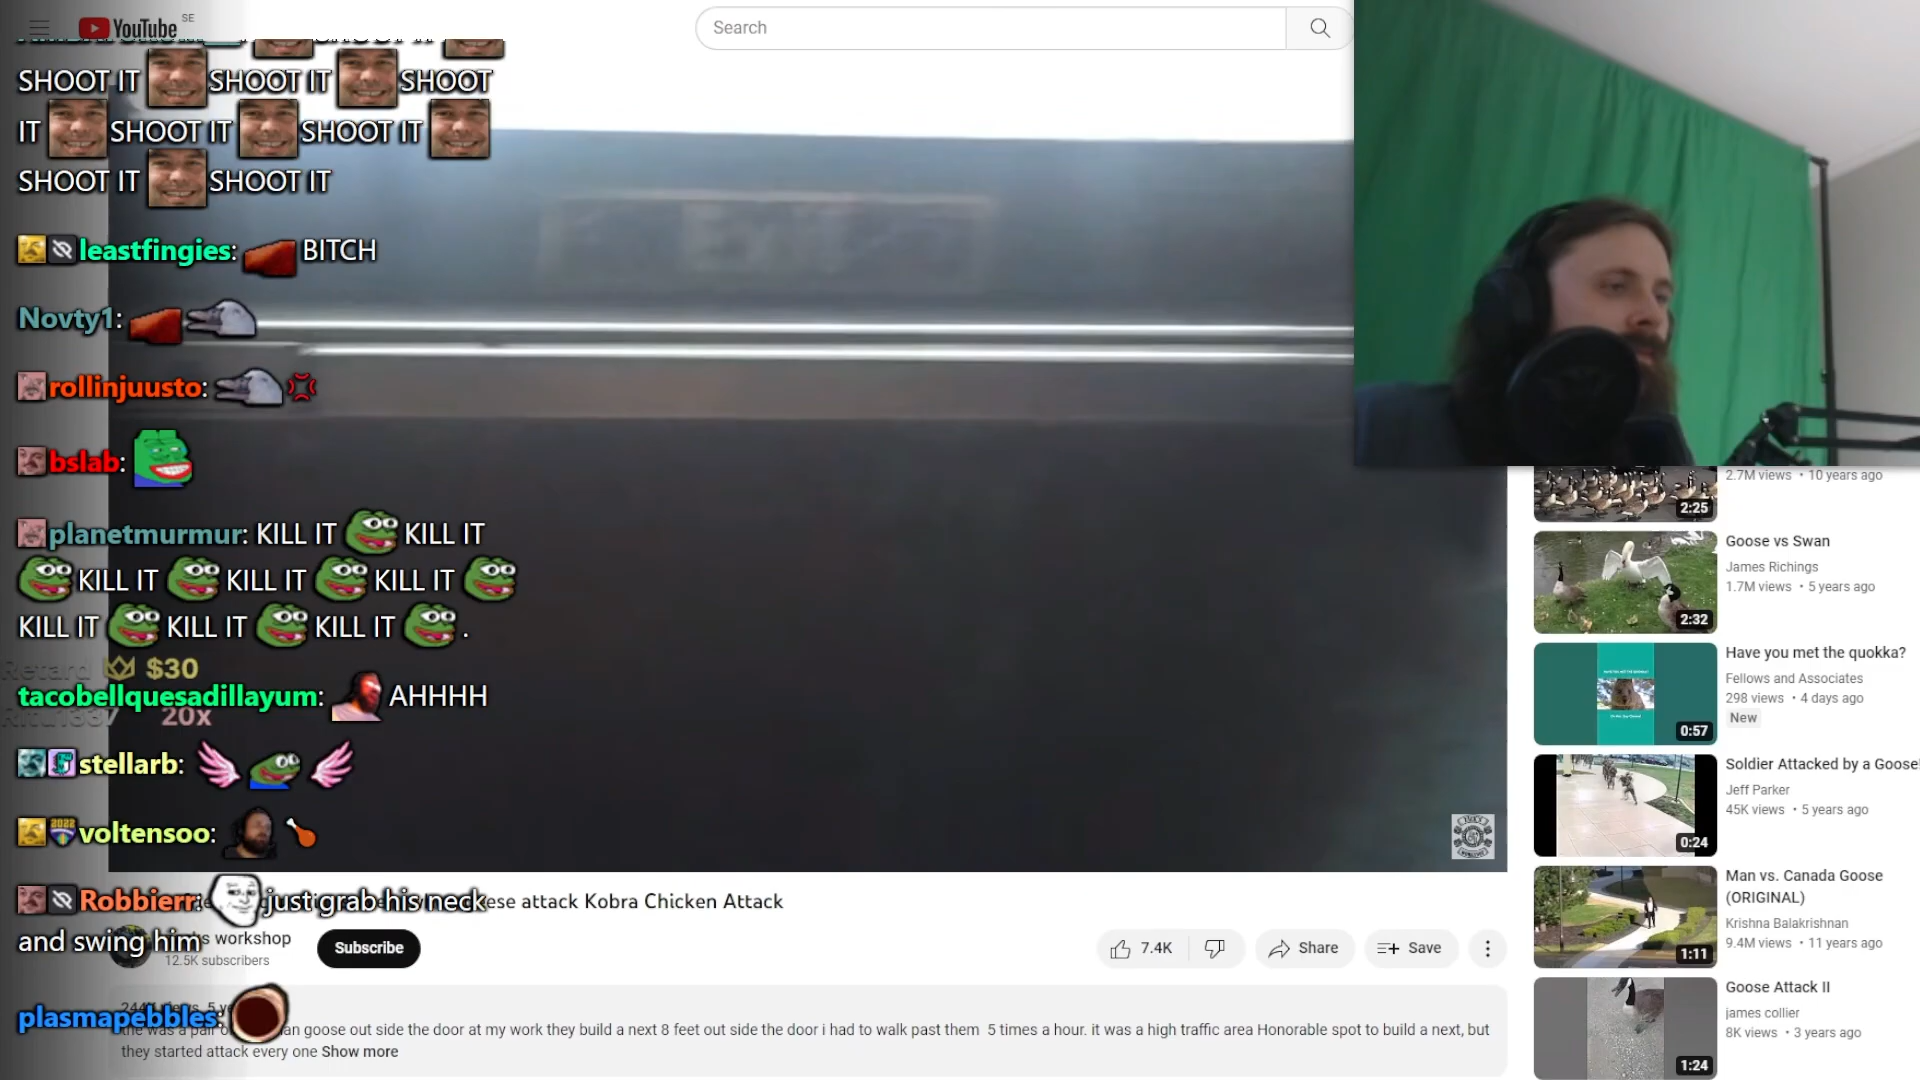 YouTube SE
Search
SHOOT IT SHOOT IT SHOOT
IT SHOOT IT SHOOT IT
SHOOT IT SHOOT IT
leastfingies: BITCH
Novty1:
rollinjuusto:
bslab:
planetmurmur: KILL IT KILL IT
KILL IT KILL IT KILL IT
KILL IT KILL IT KILL IT .
$30
tacobellquesadillayum: AHHHH
20x
stellarb:
voltensoo:
Robbierr: just grab his neck
and swing him
plasmapebbles:
attack Kobra Chicken Attack
workshop
12.5K subscribers
Subscribe
7.4K
Share
Save
goose out side the door at my work they build a next 8 feet out side the door i had to walk past them 5 times a hour. it was a high traffic area Honorable spot to build a next, but
they started attack every one Show more
2.7M views • 10 years ago
2:25
Goose vs Swan
James Richings
1.7M views • 5 years ago
2:32
Have you met the quokka?
Fellows and Associates
298 views • 4 days ago
New
0:57
Soldier Attacked by a Goose!
Jeff Parker
45K views • 5 years ago
0:24
Man vs. Canada Goose
(ORIGINAL)
Krishna Balakrishnan
9.4M views • 11 years ago
1:11
Goose Attack II
james collier
8K views • 3 years ago
1:24